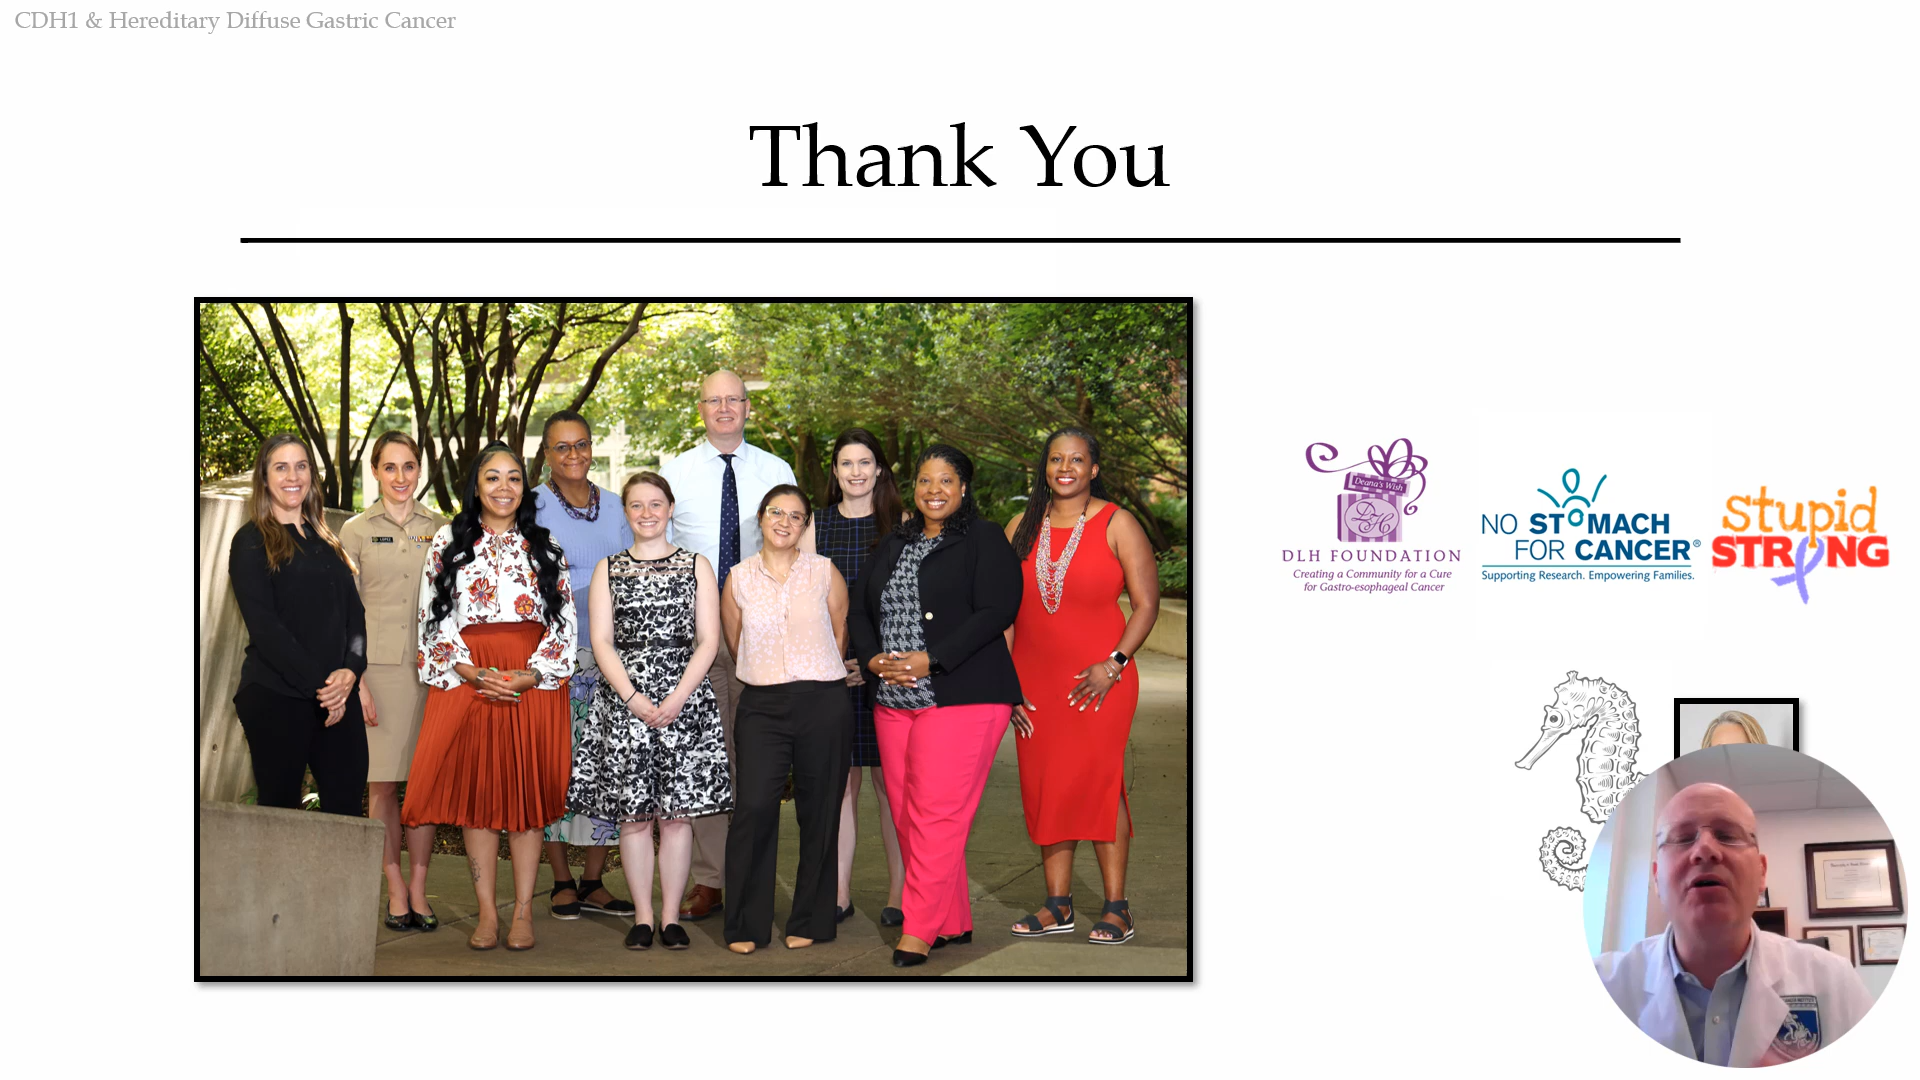 CDH1 & Hereditary Diffuse Gastric Cancer
Thank You
Deana's Wish
DLH
DLH FOUNDATION
Creating a Community for a Cure
for Gastro-esophageal Cancer
NO STOMACH
FOR CANCER®
Supporting Research. Empowering Families.
Stupid
STRONG